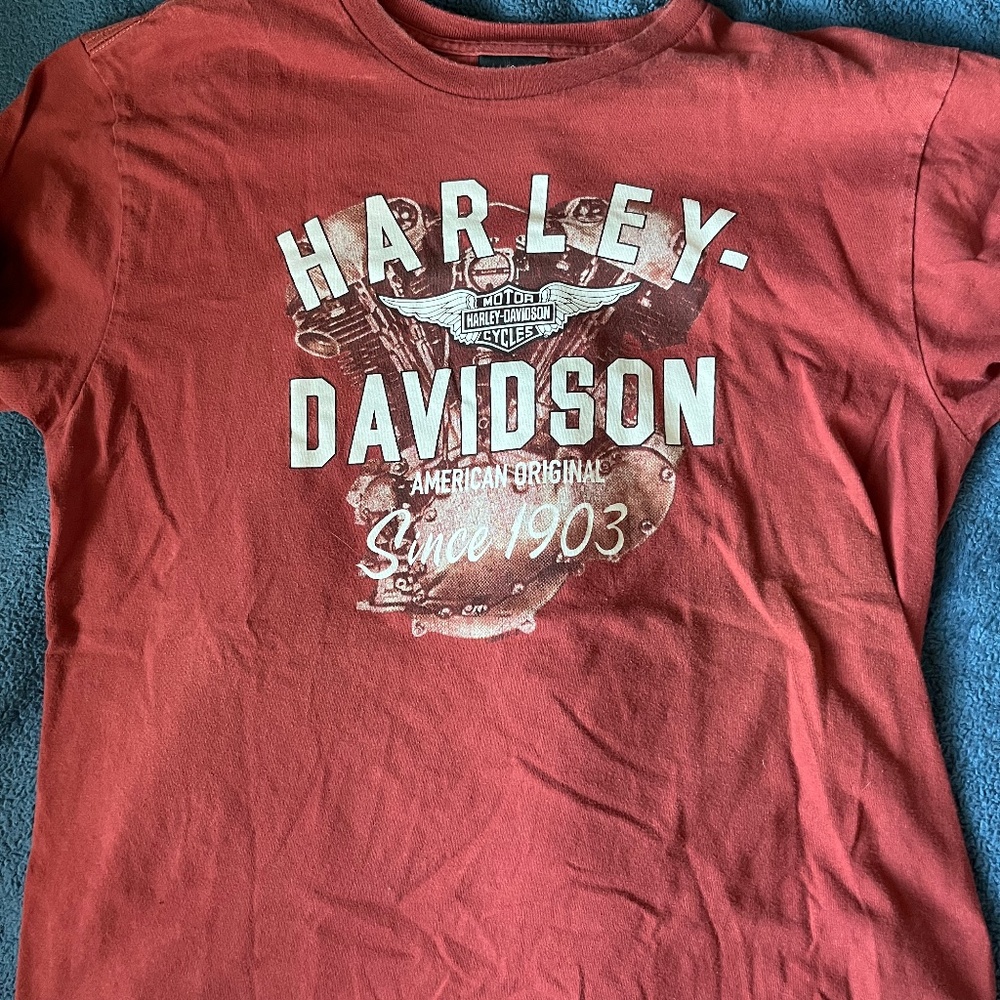 HARLEY-
MOTOR
HARLEY-DAVIDSON
CYCLES
DAVIDSON
AMERICAN ORIGINAL
Since 1903